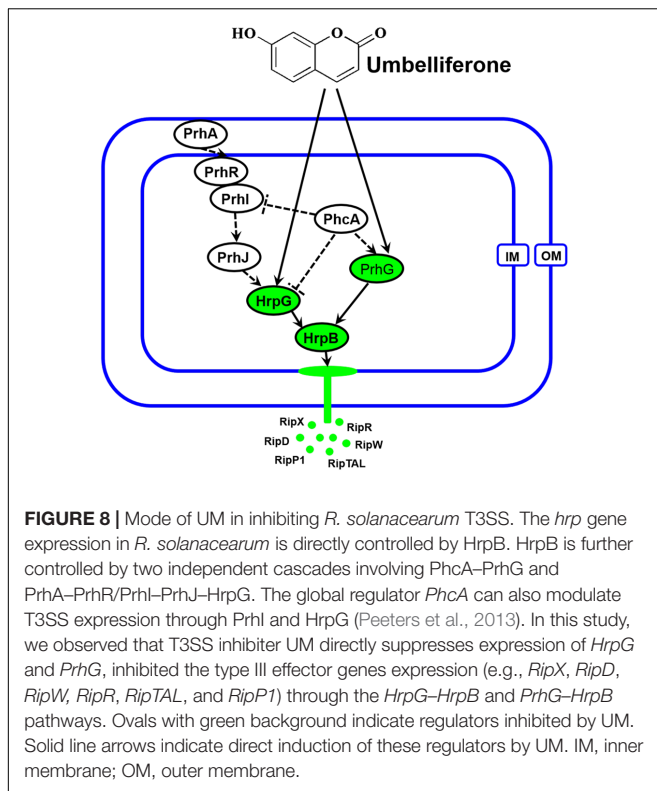 HO
O
O
Umbelliferone
PrhA
PrhR
PrhI
PhcA
PrhJ
PrhG
IM
OM
HrpG
HrpB
RipX
RipR
RipD
RipW
RipP1
RipTAL
FIGURE 8 | Mode of UM in inhibiting R. solanacearum T3SS. The hrp gene
expression in R. solanacearum is directly controlled by HrpB. HrpB is further
controlled by two independent cascades involving PhcA–PrhG and
PrhA–PrhR/PrhI–PrhJ–HrpG. The global regulator PhcA can also modulate
T3SS expression through PrhI and HrpG (Peeters et al., 2013). In this study,
we observed that T3SS inhibiter UM directly suppresses expression of HrpG
and PrhG, inhibited the type III effector genes expression (e.g., RipX, RipD,
RipW, RipR, RipTAL, and RipP1) through the HrpG–HrpB and PrhG–HrpB
pathways. Ovals with green background indicate regulators inhibited by UM.
Solid line arrows indicate direct induction of these regulators by UM. IM, inner
membrane; OM, outer membrane.